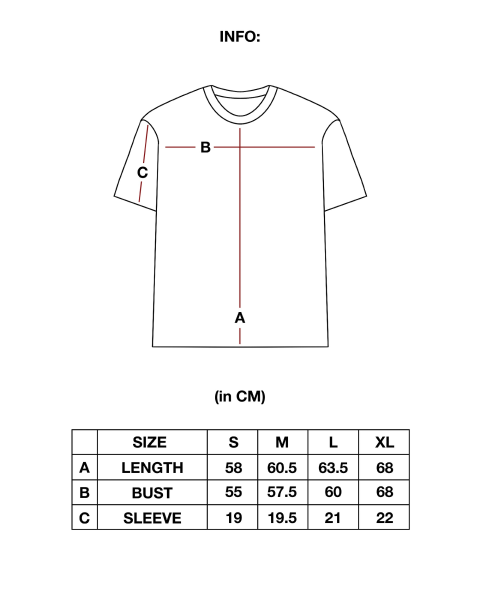 INFO:
B
C
A
(in CM)
SIZE S M L XL
A LENGTH 58 60.5 63.5 68
B BUST 55 57.5 60 68
C SLEEVE 19 19.5 21 22